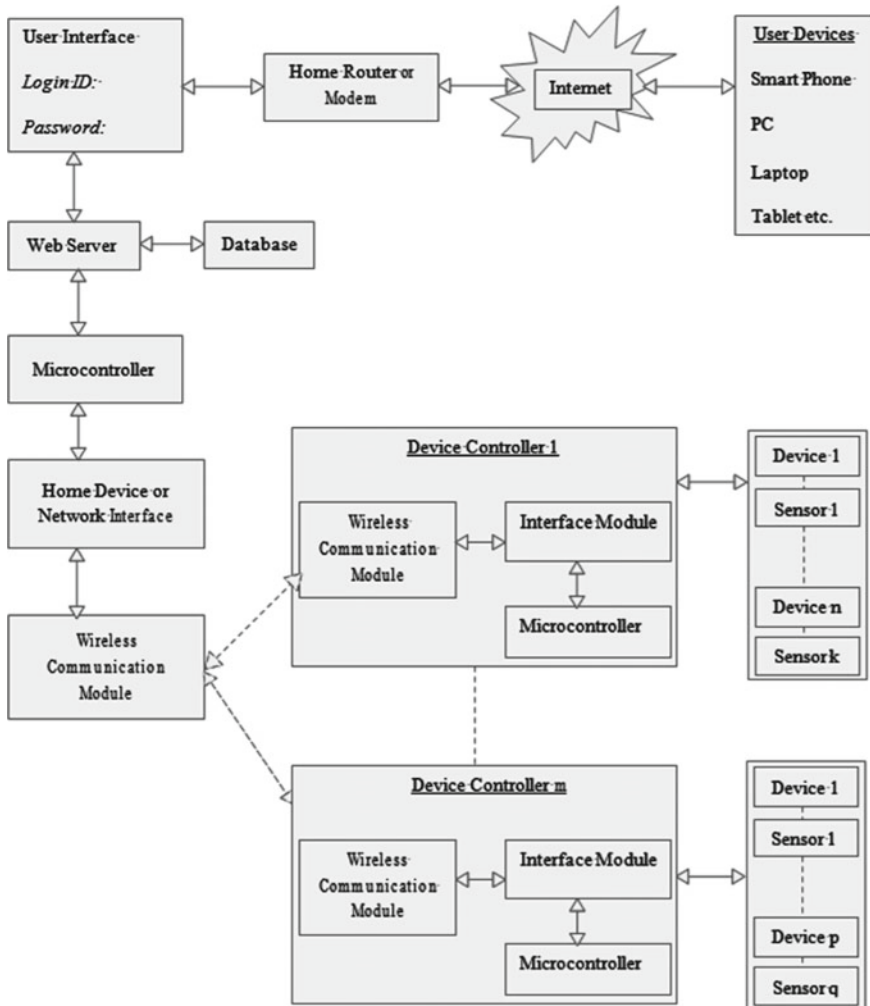 User Interface
Login ID:
Password:
Home Router or
Modem
Internet
User Devices
Smart Phone
PC
Laptop
Tablet etc.
Web Server
Database
Microcontroller
Home Device or
Network Interface
Wireless
Communication
Module
Device Controller 1
Wireless
Communication
Module
Interface Module
Microcontroller
Device 1
Sensor 1
Device n
Sensor k
Device Controller m
Wireless
Communication
Module
Interface Module
Microcontroller
Device 1
Sensor 1
Device p
Sensor q